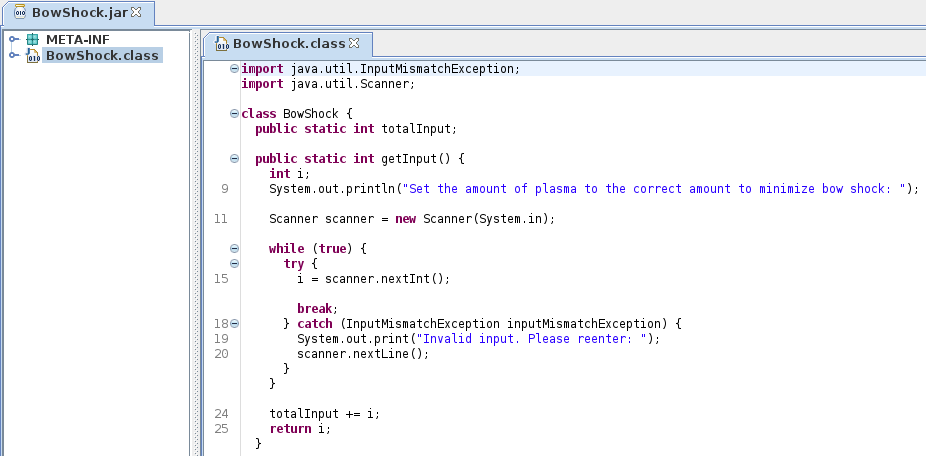 BowShock.jar
META-INF
BowShock.class
BowShock.class
import java.util.InputMismatchException;
import java.util.Scanner;
class BowShock {
public static int totalInput;
public static int getInput() {
int i;
9 System.out.println("Set the amount of plasma to the correct amount to minimize bow shock: ");
11 Scanner scanner = new Scanner(System.in);
while (true) {
try {
15 i = scanner.nextInt();
break;
18 } catch (InputMismatchException inputMismatchException) {
19 System.out.print("Invalid input. Please reenter: ");
20 scanner.nextLine();
}
}
24 totalInput += i;
25 return i;
}